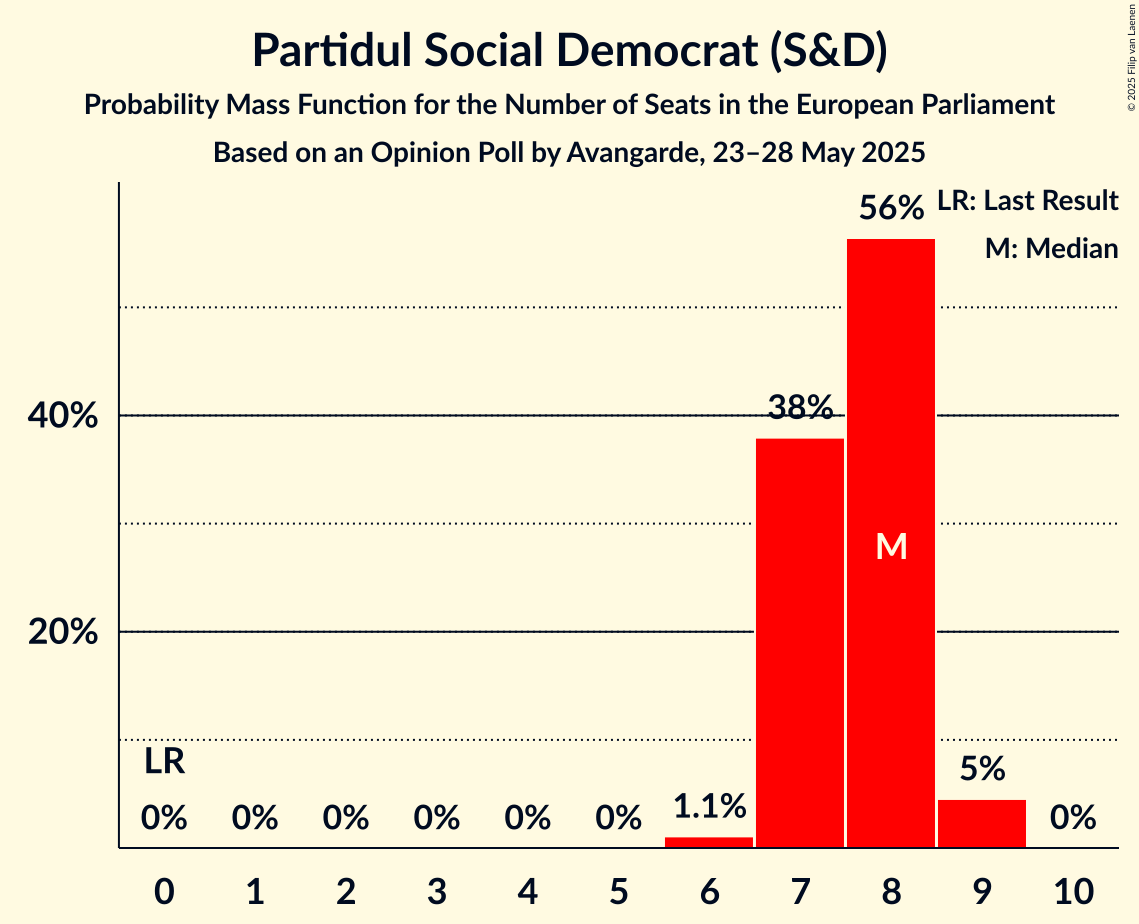 Partidul Social Democrat (S&D)
Probability Mass Function for the Number of Seats in the European Parliament
Based on an Opinion Poll by Avangarde, 23–28 May 2025
© 2025 Filip van Laenen
LR: Last Result
M: Median
56%
38%
40%
M
20%
LR
0% 0% 0% 0% 0% 0% 1.1% 5% 0%
0 1 2 3 4 5 6 7 8 9 10